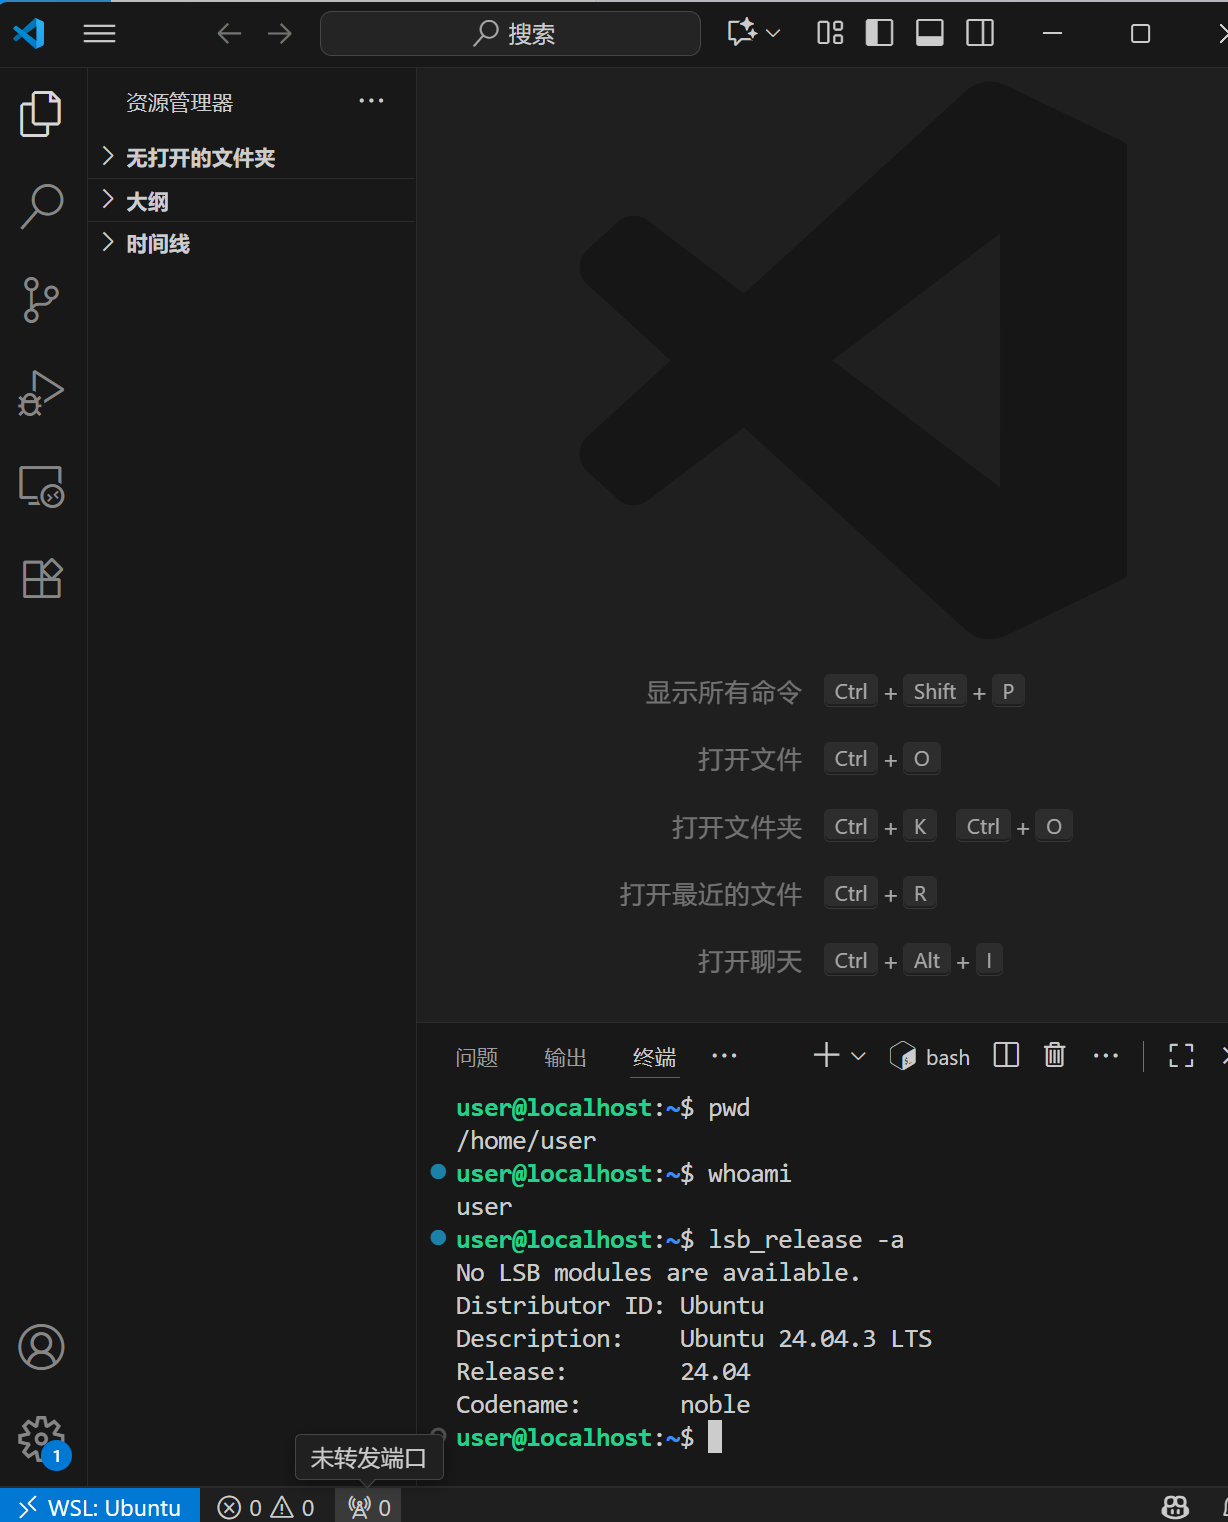 搜索
资源管理器
无打开的文件夹
大纲
时间线
显示所有命令 Ctrl + Shift + P
打开文件 Ctrl + O
打开文件夹 Ctrl + K Ctrl + O
打开最近的文件 Ctrl + R
打开聊天 Ctrl + Alt + I
问题 输出 终端 bash
user@localhost:~$ pwd
/home/user
user@localhost:~$ whoami
user
user@localhost:~$ lsb_release -a
No LSB modules are available.
Distributor ID: Ubuntu
Description: Ubuntu 24.04.3 LTS
Release: 24.04
Codename: noble
user@localhost:~$
1
未转发端口
WSL: Ubuntu 0 0 0